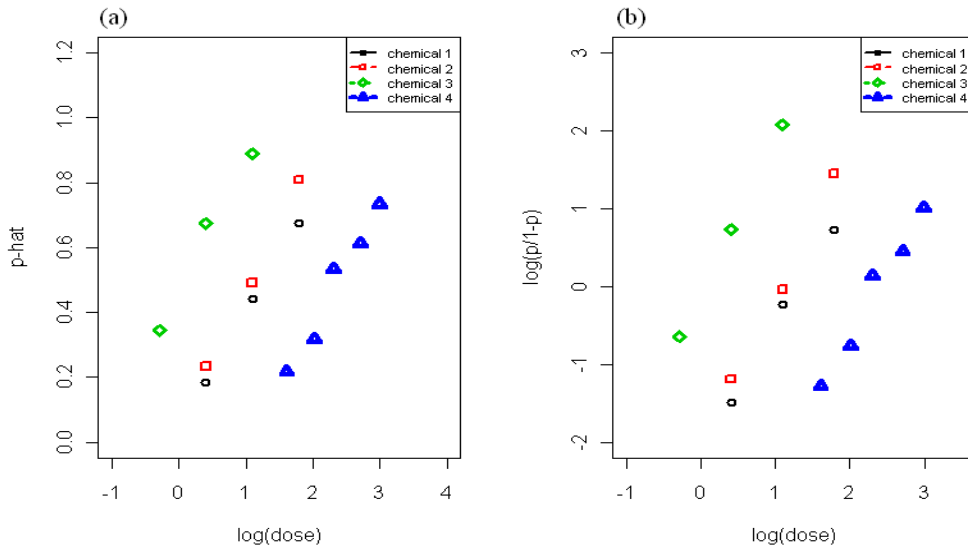 (a)
chemical 1
chemical 2
chemical 3
chemical 4
p-hat
1.2
1.0
0.8
0.6
0.4
0.2
0.0
-1 0 1 2 3 4
log(dose)
(b)
chemical 1
chemical 2
chemical 3
chemical 4
log(p/1-p)
3
2
1
0
-1
-2
-1 0 1 2 3
log(dose)